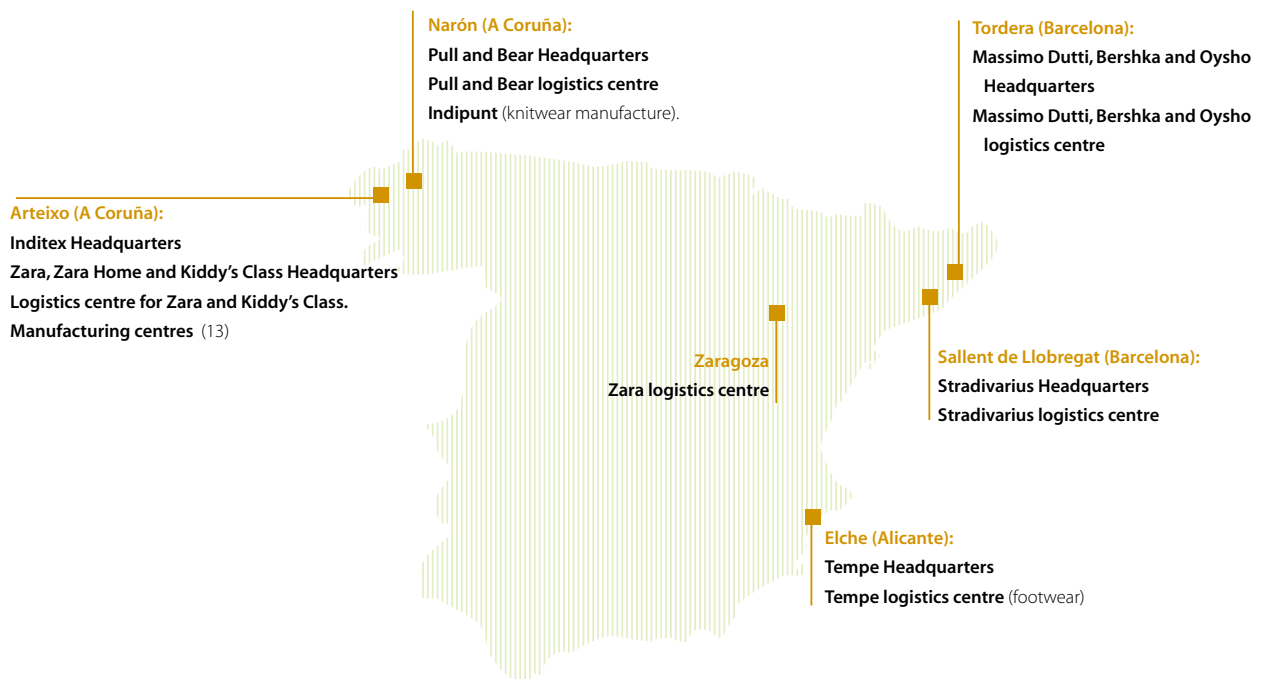 Narón (A Coruña):
Pull and Bear Headquarters
Pull and Bear logistics centre
Indipunt (knitwear manufacture).
Tordera (Barcelona):
Massimo Dutti, Bershka and Oysho
Headquarters
Massimo Dutti, Bershka and Oysho
logistics centre
Arteixo (A Coruña):
Inditex Headquarters
Zara, Zara Home and Kiddy’s Class Headquarters
Logistics centre for Zara and Kiddy’s Class.
Manufacturing centres (13)
Zaragoza
Zara logistics centre
Sallent de Llobregat (Barcelona):
Stradivarius Headquarters
Stradivarius logistics centre
Elche (Alicante):
Tempe Headquarters
Tempe logistics centre (footwear)